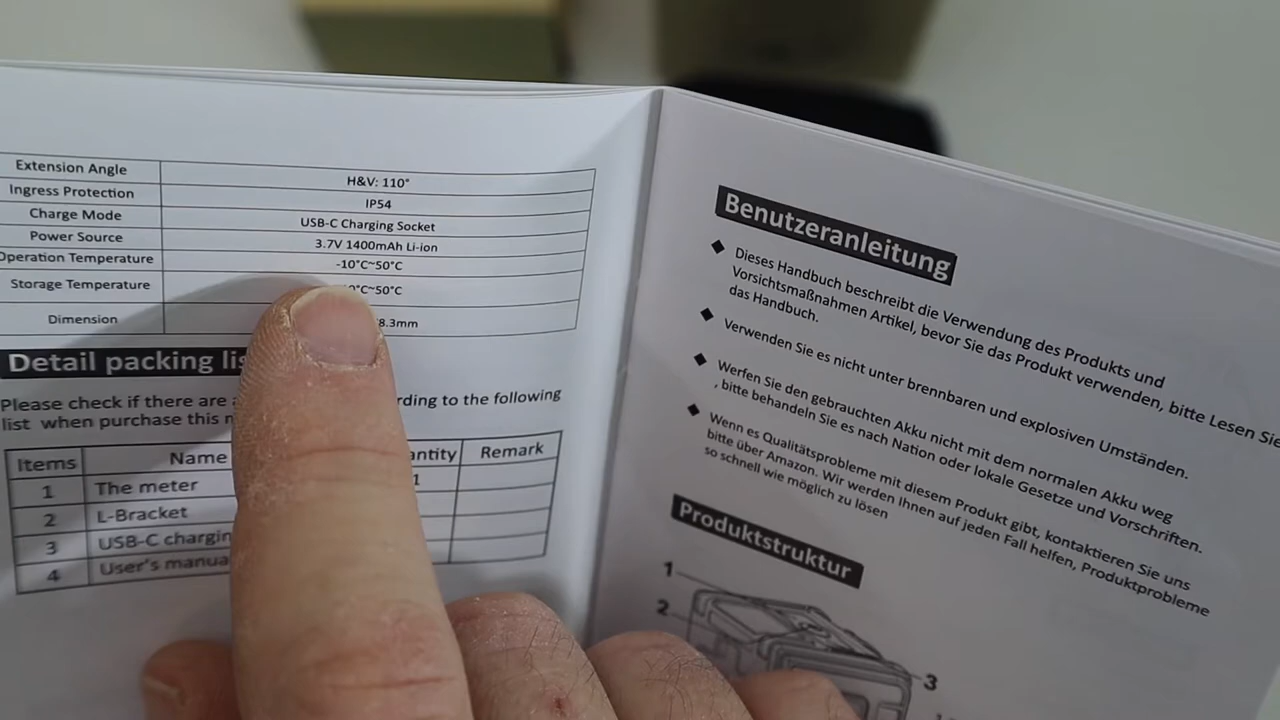 Extension Angle H&V: 110°
Ingress Protection IP54
Charge Mode USB-C Charging Socket
Power Source 3.7V 1400mAh Li-ion
Operation Temperature -10°C~50°C
Storage Temperature 0°C~50°C
Dimension 8.3mm
Detail packing
Please check if there are rding to the following
list when purchase this
Items Name antity Remark
1 The meter 1
2 L-Bracket
3 USB-C chargin
4 User's manua
Benutzeranleitung
◆ Dieses Handbuch beschreibt die Verwendung des Produkts und
Vorsichtsmaßnahmen Artikel, bevor Sie das Produkt verwenden, bitte Lesen Sie
das Handbuch.
◆ Verwenden Sie es nicht unter brennbaren und explosiven Umständen.
◆ Werfen Sie den gebrauchten Akku nicht mit dem normalen Akku weg
, bitte behandeln Sie es nach Nation oder lokale Gesetze und Vorschriften.
◆ Wenn es Qualitätsprobleme mit diesem Produkt gibt, kontaktieren Sie uns
bitte über Amazon. Wir werden Ihnen auf jeden Fall helfen, Produktprobleme
so schnell wie möglich zu lösen
Produktstruktur
1
2
3